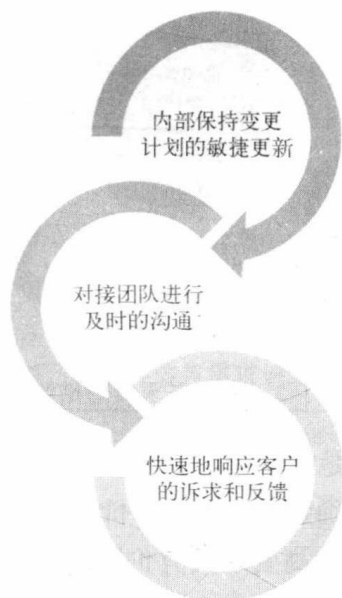 内部保持变更
计划的敏捷更新
对接团队进行
及时的沟通
快速地响应客户
的诉求和反馈